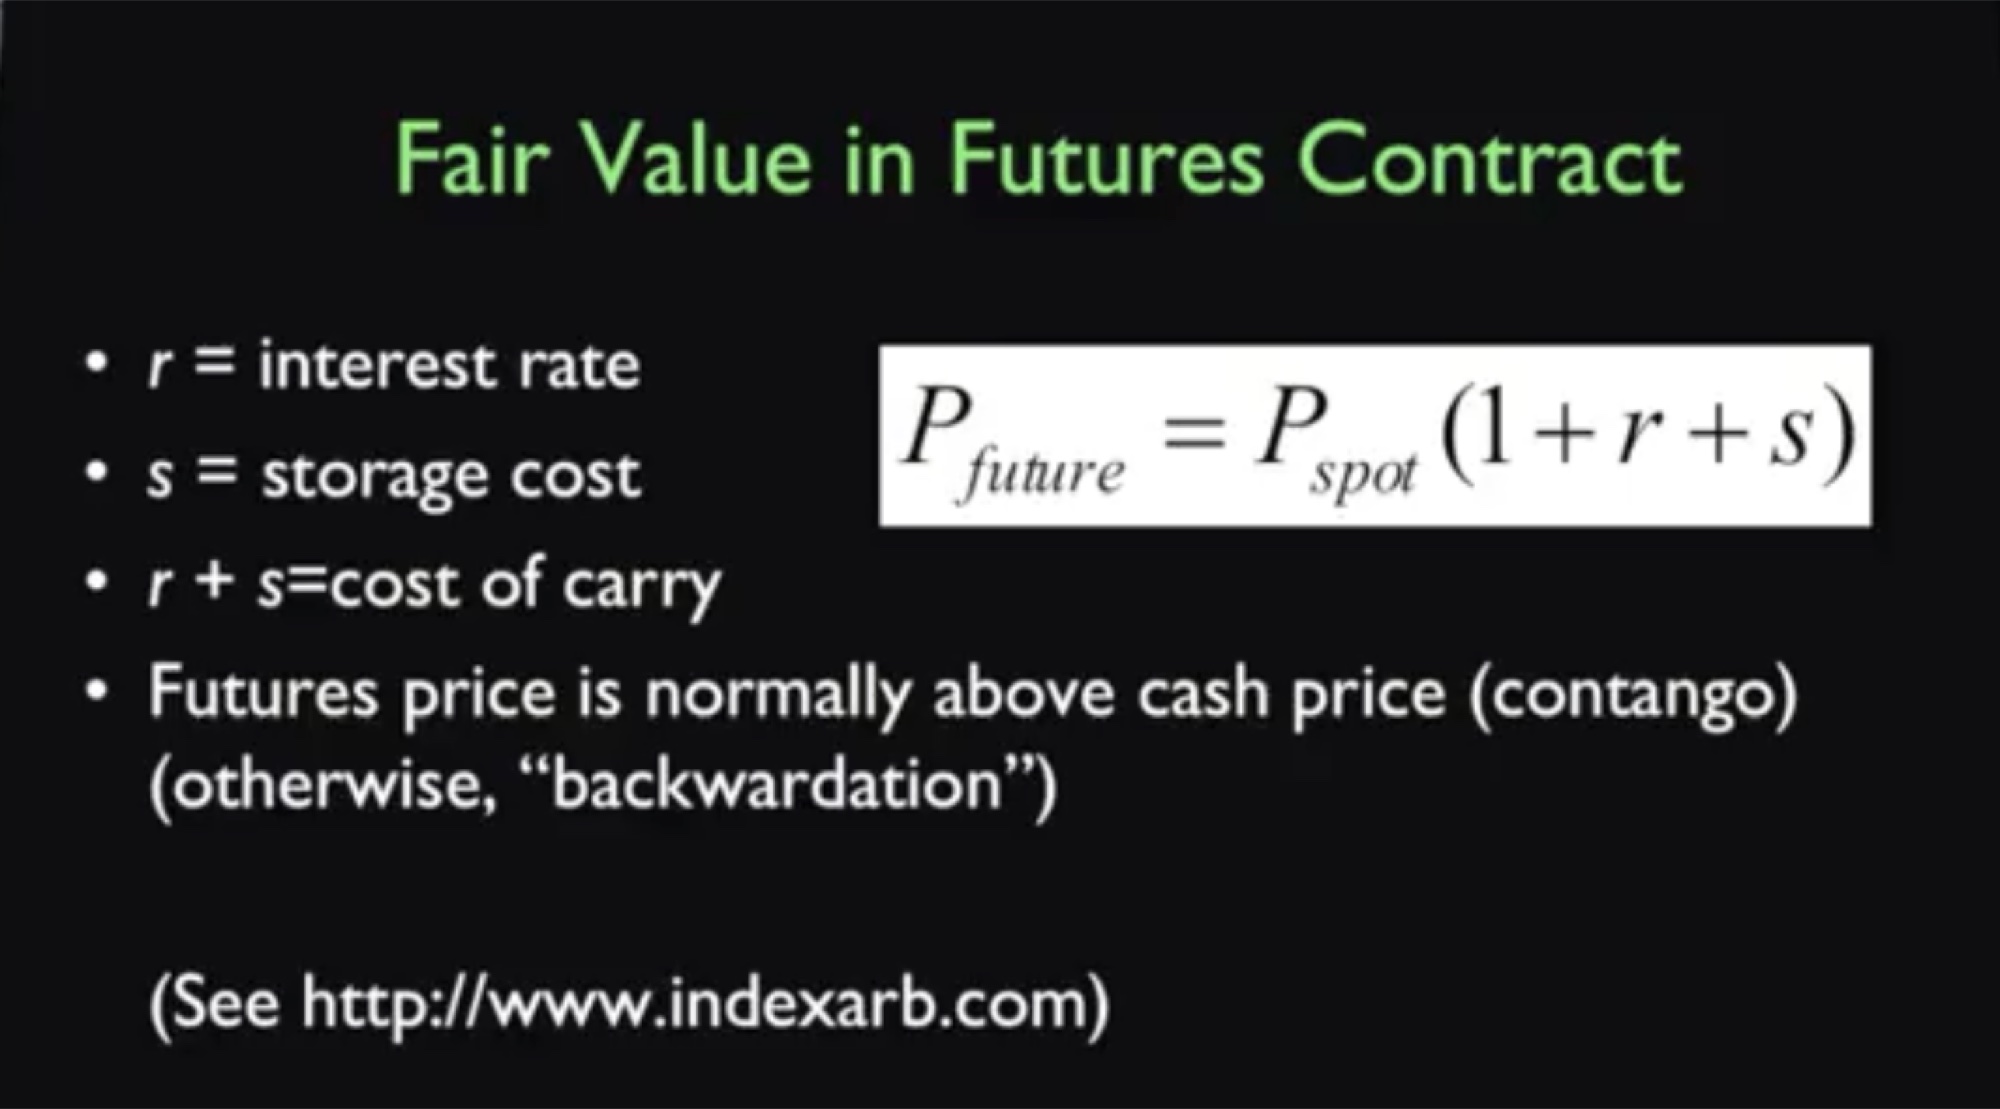 Fair Value in Futures Contract
• r = interest rate
• s = storage cost
• r + s=cost of carry
P_future = P_spot (1+r+s)
• Futures price is normally above cash price (contango)
(otherwise, “backwardation”)
(See http://www.indexarb.com)